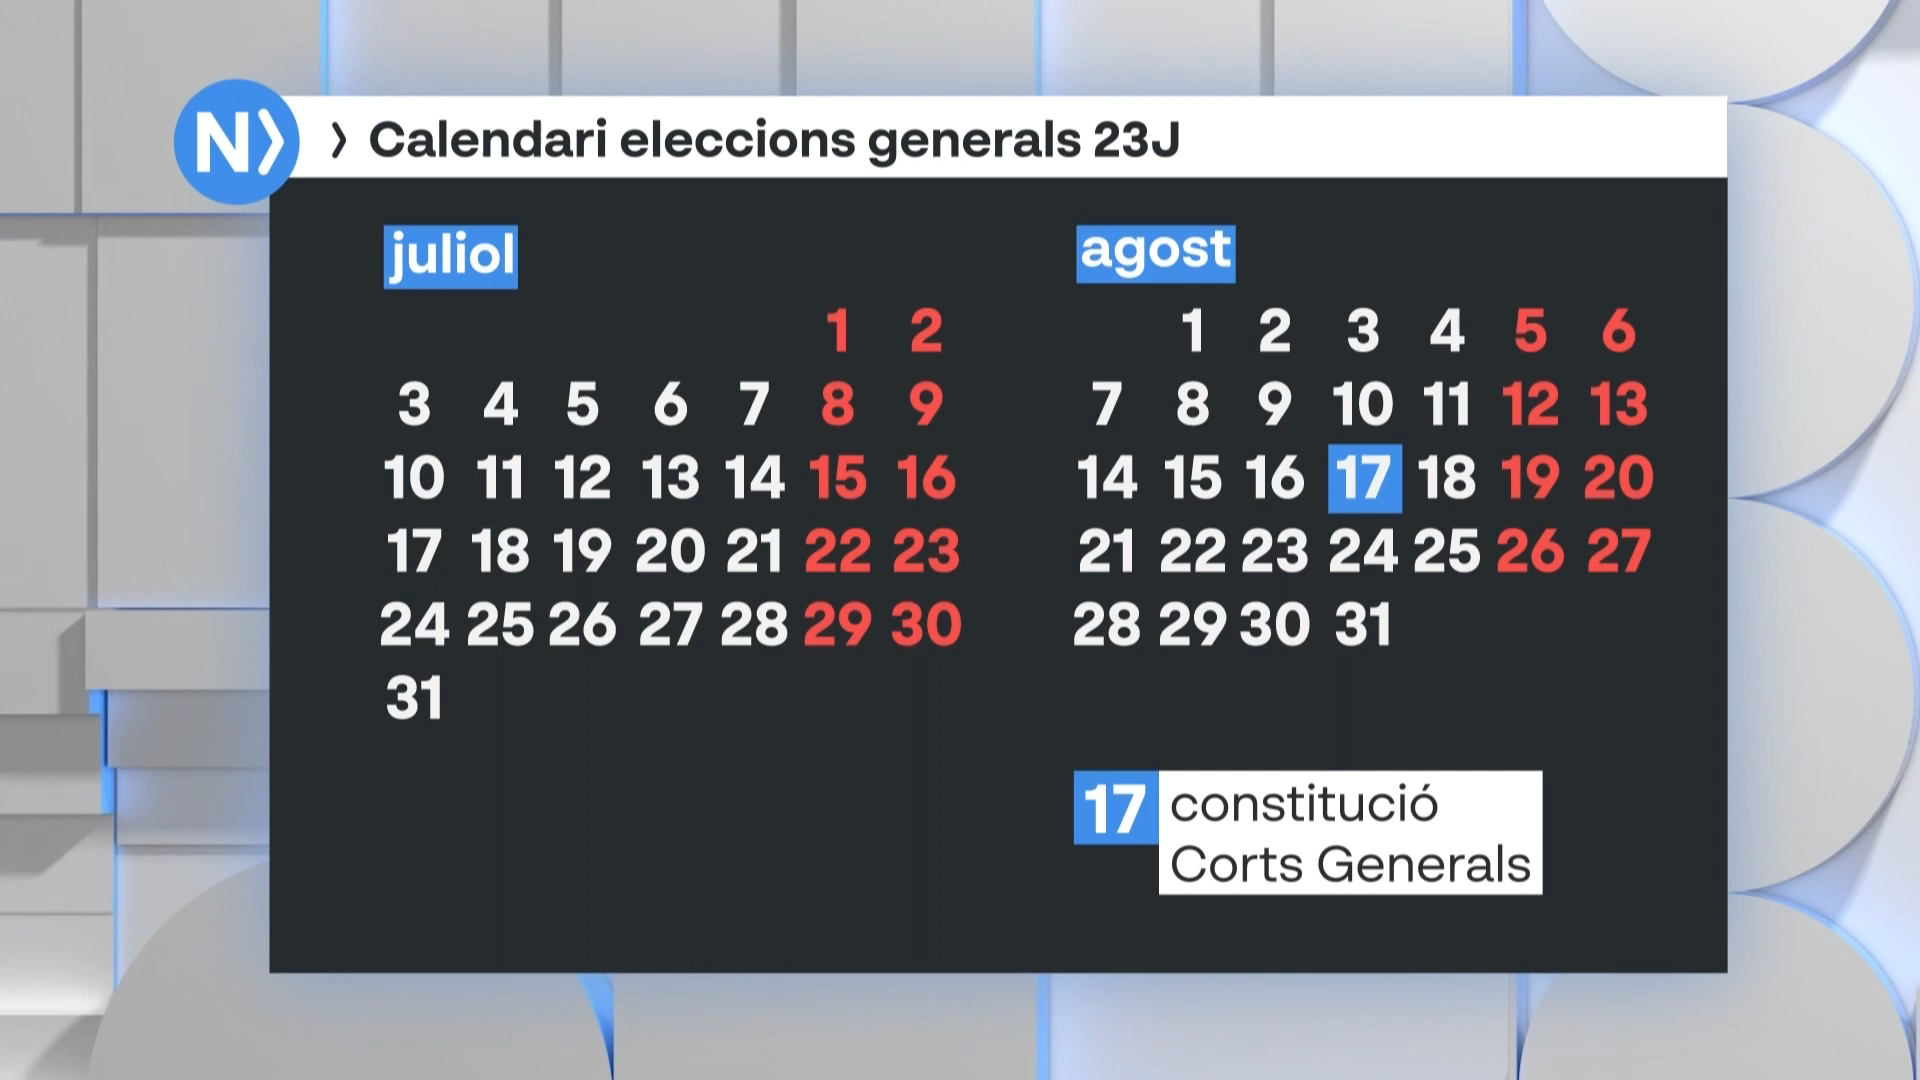 N>
> Calendari eleccions generals 23J
juliol
1 2
3 4 5 6 7 8 9
10 11 12 13 14 15 16
17 18 19 20 21 22 23
24 25 26 27 28 29 30
31
agost
1 2 3 4 5 6
7 8 9 10 11 12 13
14 15 16 17 18 19 20
21 22 23 24 25 26 27
28 29 30 31
17 constitució
Corts Generals